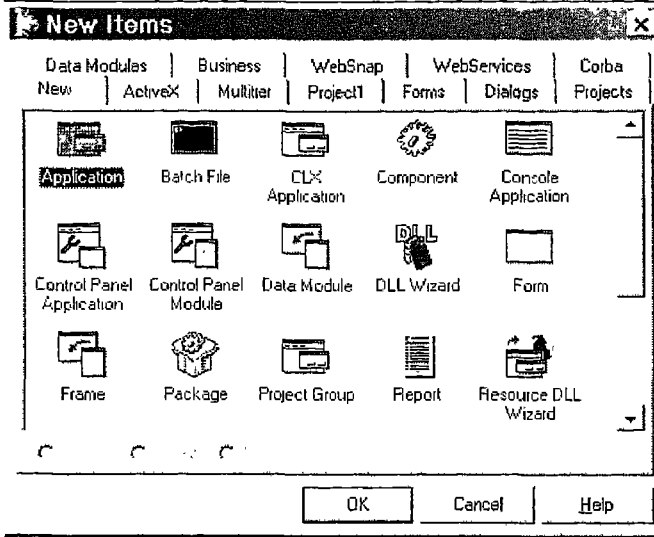 New Items
Data Modules Business WebSnap WebServices Corba
New ActiveX Multitier Project1 Forms Dialogs Projects
Application Batch File CLX Application Component Console Application
DLL
Control Panel Application Control Panel Module Data Module DLL Wizard Form
Frame Package Project Group Report Resource DLL Wizard
OK Cancel Help